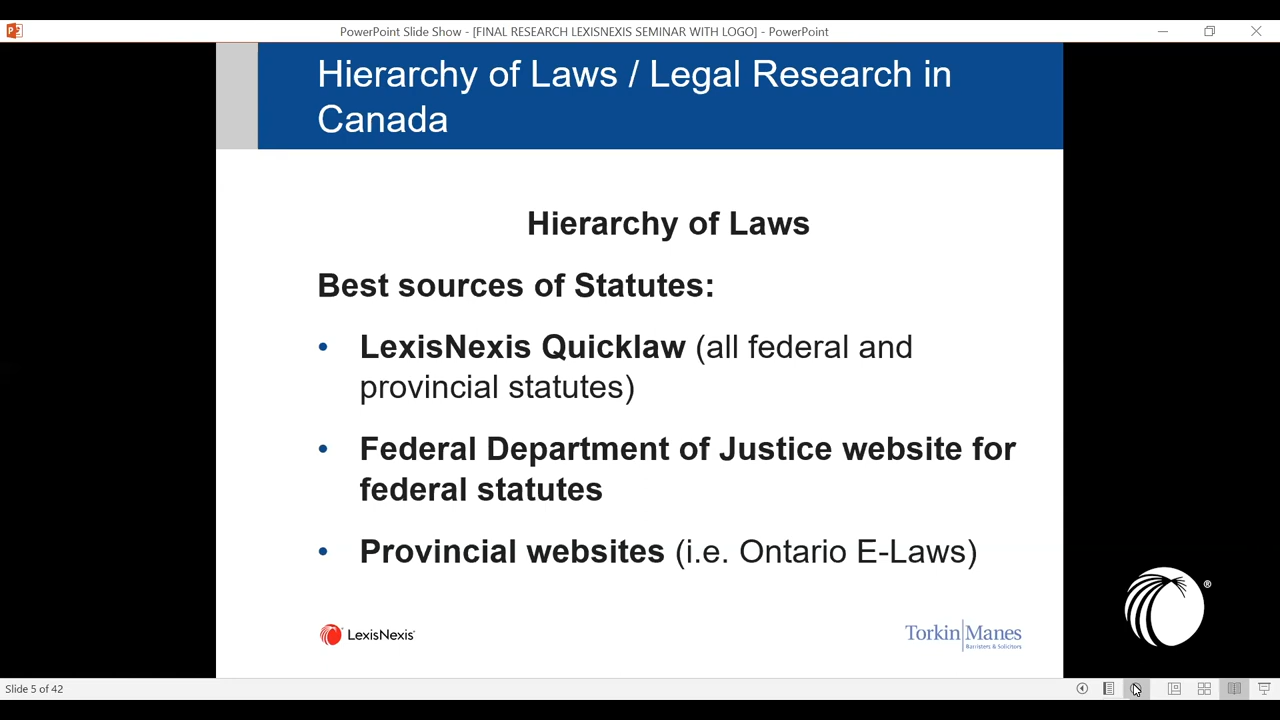 PowerPoint Slide Show - [FINAL RESEARCH LEXISNEXIS SEMINAR WITH LOGO] - PowerPoint
Hierarchy of Laws / Legal Research in
Canada
Hierarchy of Laws
Best sources of Statutes:
• LexisNexis Quicklaw (all federal and
provincial statutes)
• Federal Department of Justice website for
federal statutes
• Provincial websites (i.e. Ontario E-Laws)
LexisNexis®
Torkin|Manes
Barristers & Solicitors
®
Slide 5 of 42